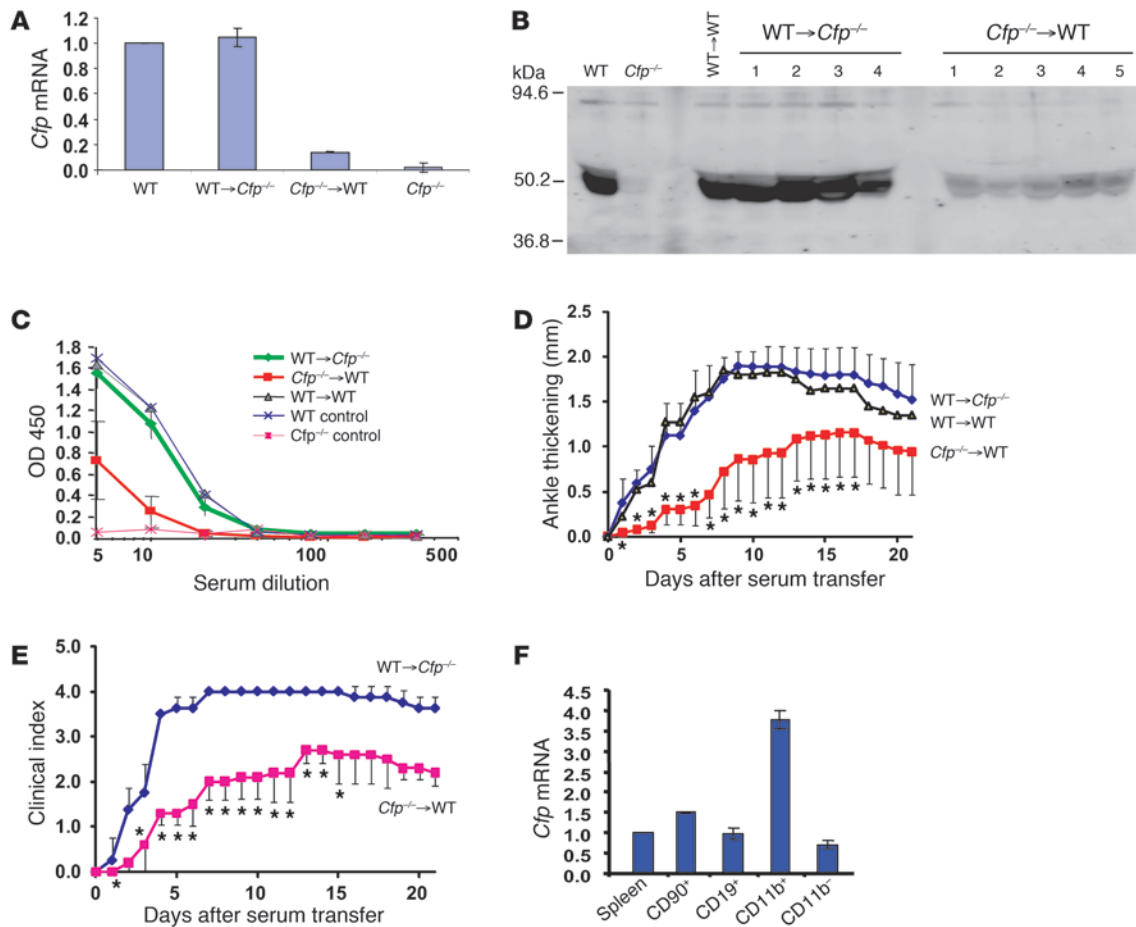 A
Cfp mRNA
1.2
1.0
0.8
0.6
0.4
0.2
0.0
WT
WT→Cfp–/–
Cfp–/–→WT
Cfp–/–
B
WT→WT
WT→Cfp–/–
Cfp–/–→WT
kDa
WT
Cfp–/–
1 2 3 4
1 2 3 4 5
94.6
50.2
36.8
C
OD 450
1.8
1.6
1.4
1.2
1.0
0.8
0.6
0.4
0.2
0.0
5 10 100 500
Serum dilution
WT→Cfp–/–
Cfp–/–→WT
WT→WT
WT control
Cfp–/– control
D
Ankle thickening (mm)
2.5
2.0
1.5
1.0
0.5
0.0
0 5 10 15 20
Days after serum transfer
WT→Cfp–/–
WT→WT
Cfp–/–→WT
* * * * * * * * * * * * * * * * *
E
Clinical index
5.0
4.0
3.0
2.0
1.0
0.0
0 5 10 15 20
Days after serum transfer
WT→Cfp–/–
Cfp–/–→WT
* * * * * * * * * * * * * *
F
Cfp mRNA
4.5
4.0
3.5
3.0
2.5
2.0
1.5
1.0
0.5
0.0
Spleen
CD90+
CD19+
CD11b+
CD11b–